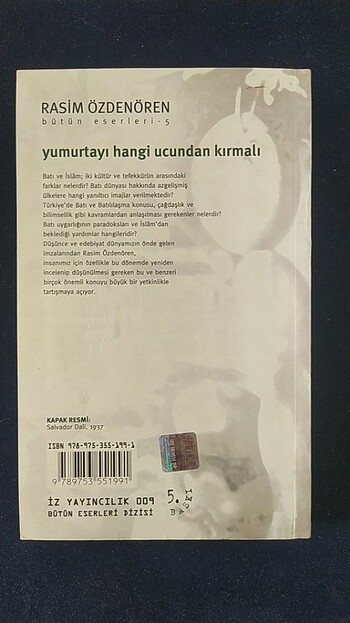 RASİM ÖZDENÖREN
bütün eserleri-5
yumurtayı hangi ucundan kırmalı
Batı ve İslâm; iki kültür ve tefekkürün arasındaki
farklar nelerdir? Batı dünyası hakkında azgelişmiş
ülkelere hangi yanıltıcı imajlar verilmektedir?
Türkiye'de Batı ve Batılılaşma konusu, çağdaşlık ve
bilimsellik gibi kavramlardan anlaşılması gerekenler nelerdir?
Batı uygarlığının paradoksları ve İslâm'dan
beklediği yardımlar hangileridir?
Düşünce ve edebiyat dünyamızın önde gelen
imzalarından Rasim Özdenören,
insanımız için özellikle bu dönemde yeniden
incelenip düşünülmesi gereken bu ve benzeri
birçok önemli konuyu büyük bir yetkinlikle
tartışmaya açıyor.
KAPAK RESMİ:
Salvador Dali, 1937
ISBN 978-975-355-199-1
9 789753 551991
İZ YAYINCILIK 009
BÜTÜN ESERLERİ DİZİSİ
5.
BASKI